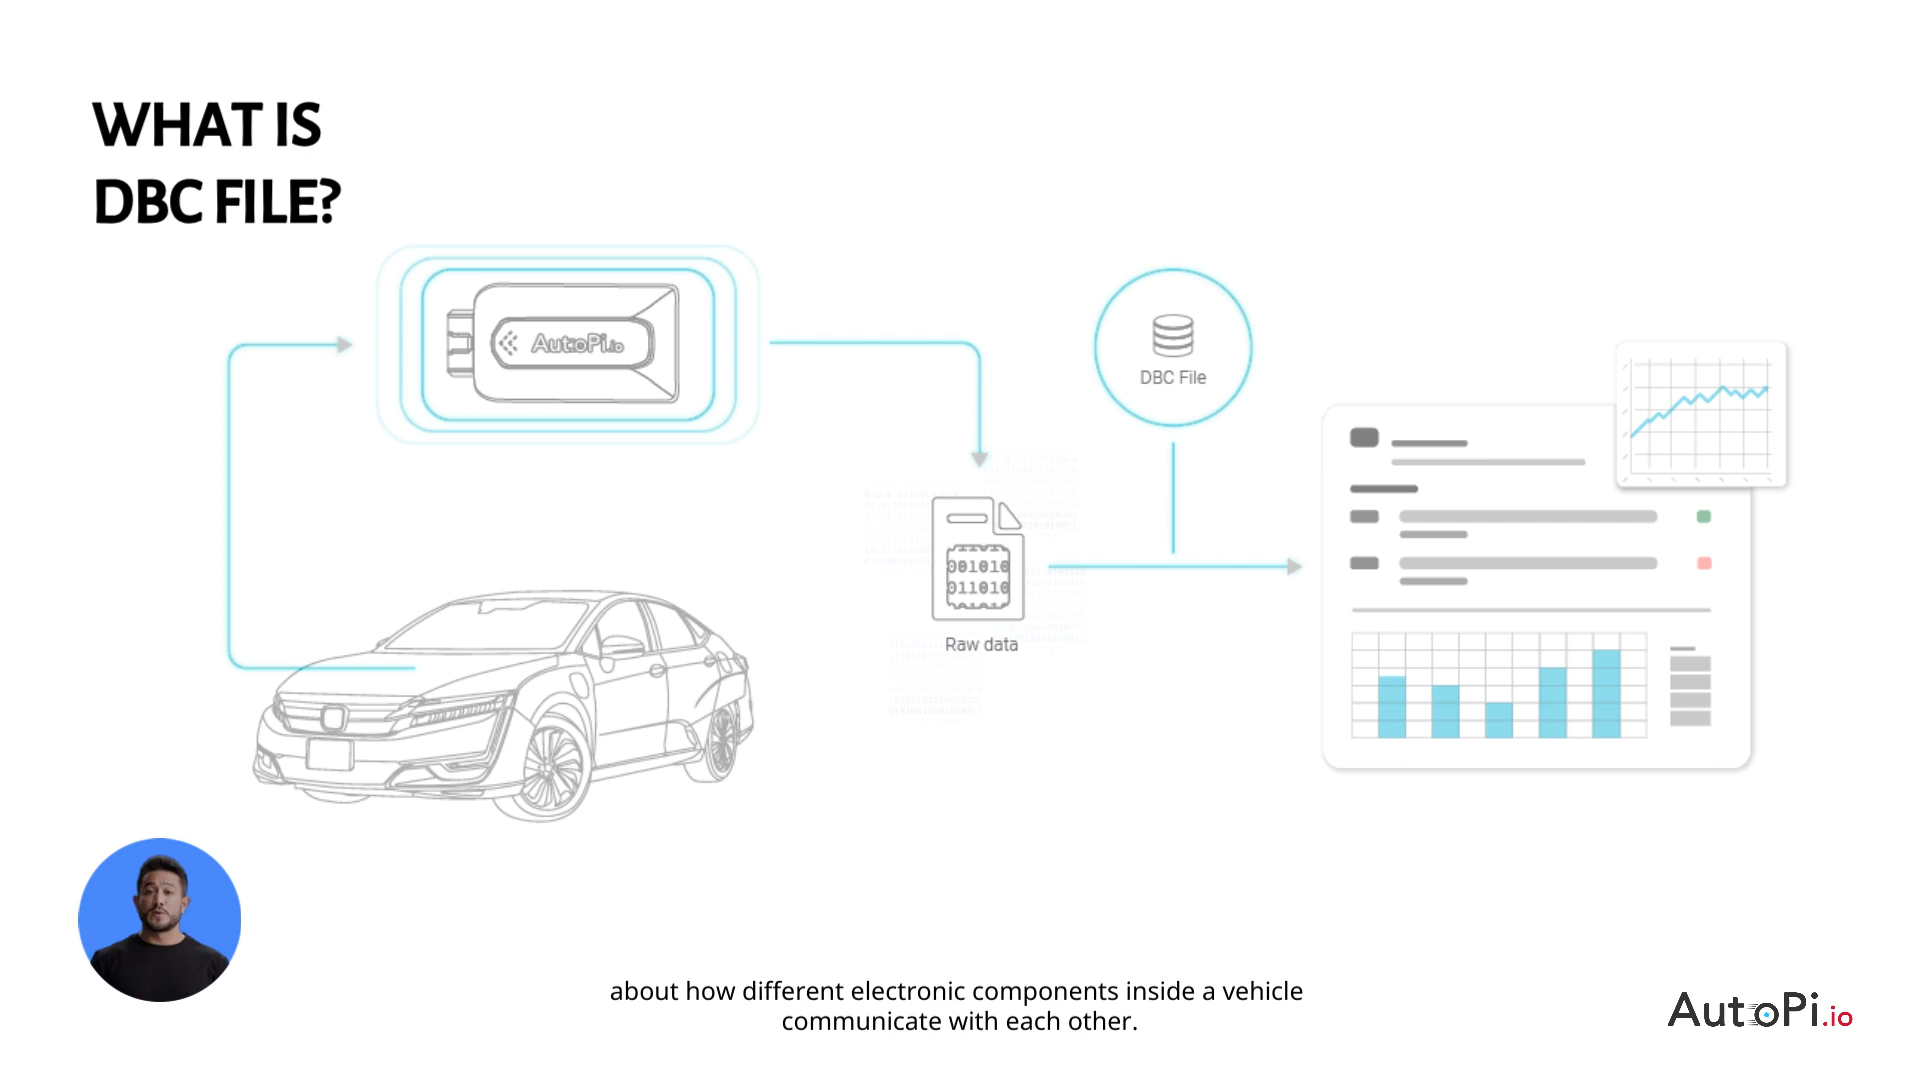 WHAT IS
DBC FILE?
AutoPi.io
DBC File
001010
011010
Raw data
about how different electronic components inside a vehicle
communicate with each other.
AutoPi.io